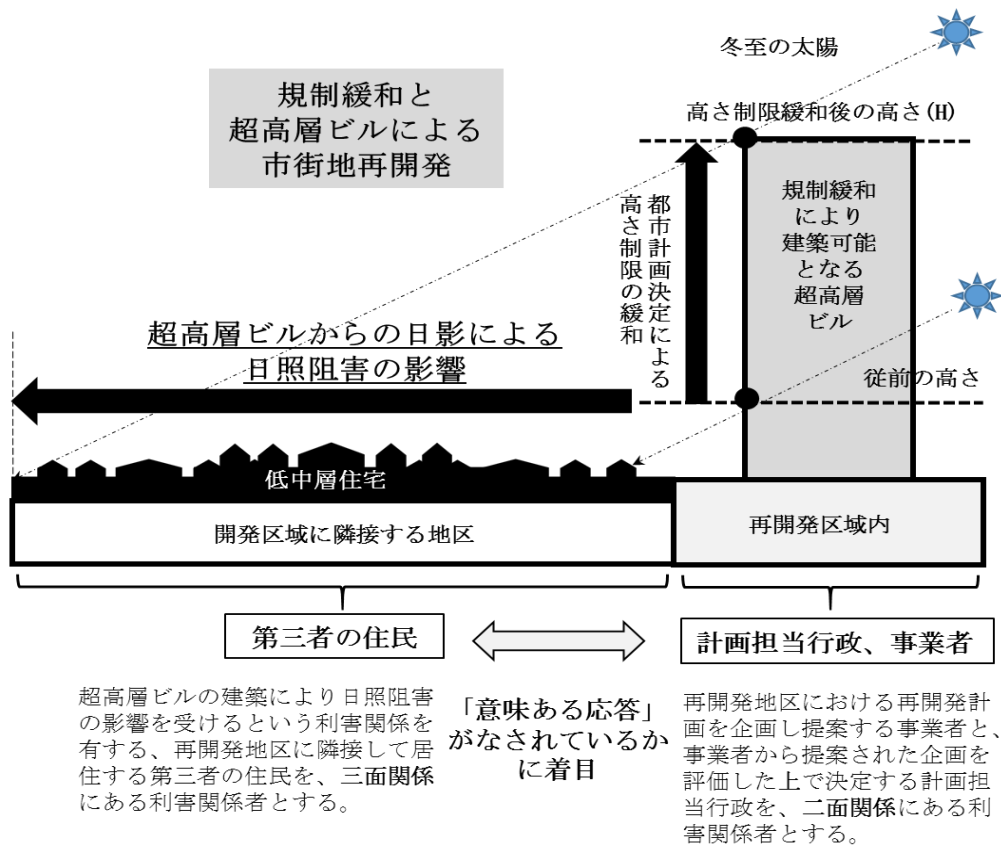 冬至の太陽
規制緩和と
超高層ビルによる
市街地再開発
高さ制限緩和後の高さ(H)
都市計画決定による
高さ制限の緩和
規制緩和
により
建築可能
となる
超高層
ビル
超高層ビルからの日影による
日照阻害の影響
従前の高さ
低中層住宅
開発区域に隣接する地区
再開発区域内
第三者の住民
計画担当行政、事業者
超高層ビルの建築により日照阻害
の影響を受けるという利害関係を
有する、再開発地区に隣接して居
住する第三者の住民を、三面関係
にある利害関係者とする。
「意味ある応答」
がなされているか
に着目
再開発地区における再開発計
画を企画し提案する事業者と、
事業者から提案された企画を
評価した上で決定する計画担
当行政を、二面関係にある利
害関係者とする。